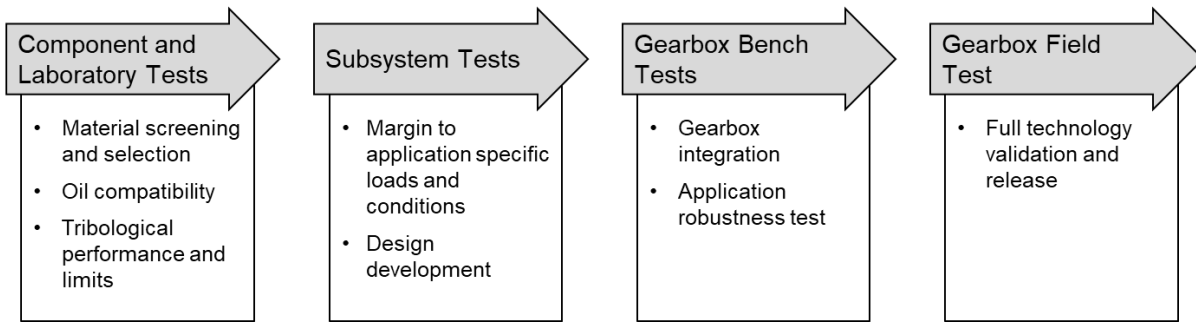 Component and
Laboratory Tests
• Material screening
and selection
• Oil compatibility
• Tribological
performance and
limits
Subsystem Tests
• Margin to
application specific
loads and
conditions
• Design
development
Gearbox Bench
Tests
• Gearbox
integration
• Application
robustness test
Gearbox Field
Test
• Full technology
validation and
release